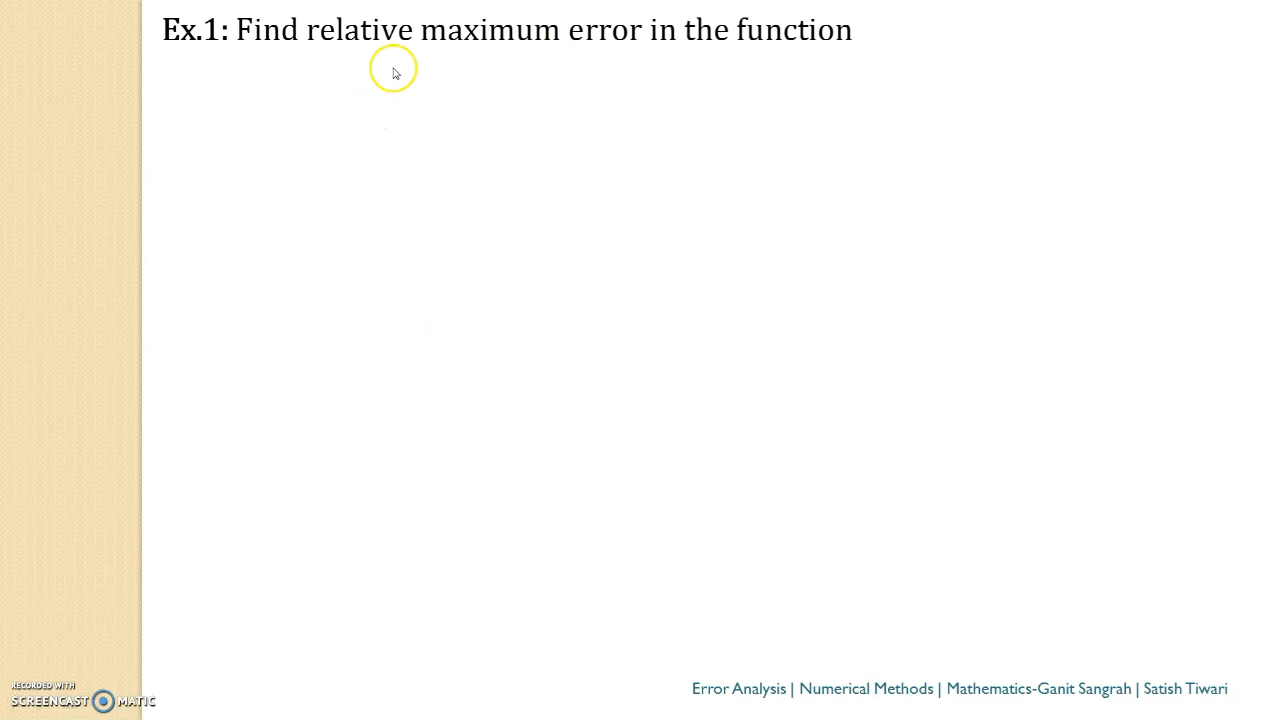 Ex.1: Find relative maximum error in the function
RECORDED WITH
SCREENCAST MATIC
Error Analysis | Numerical Methods | Mathematics-Ganit Sangrah | Satish Tiwari